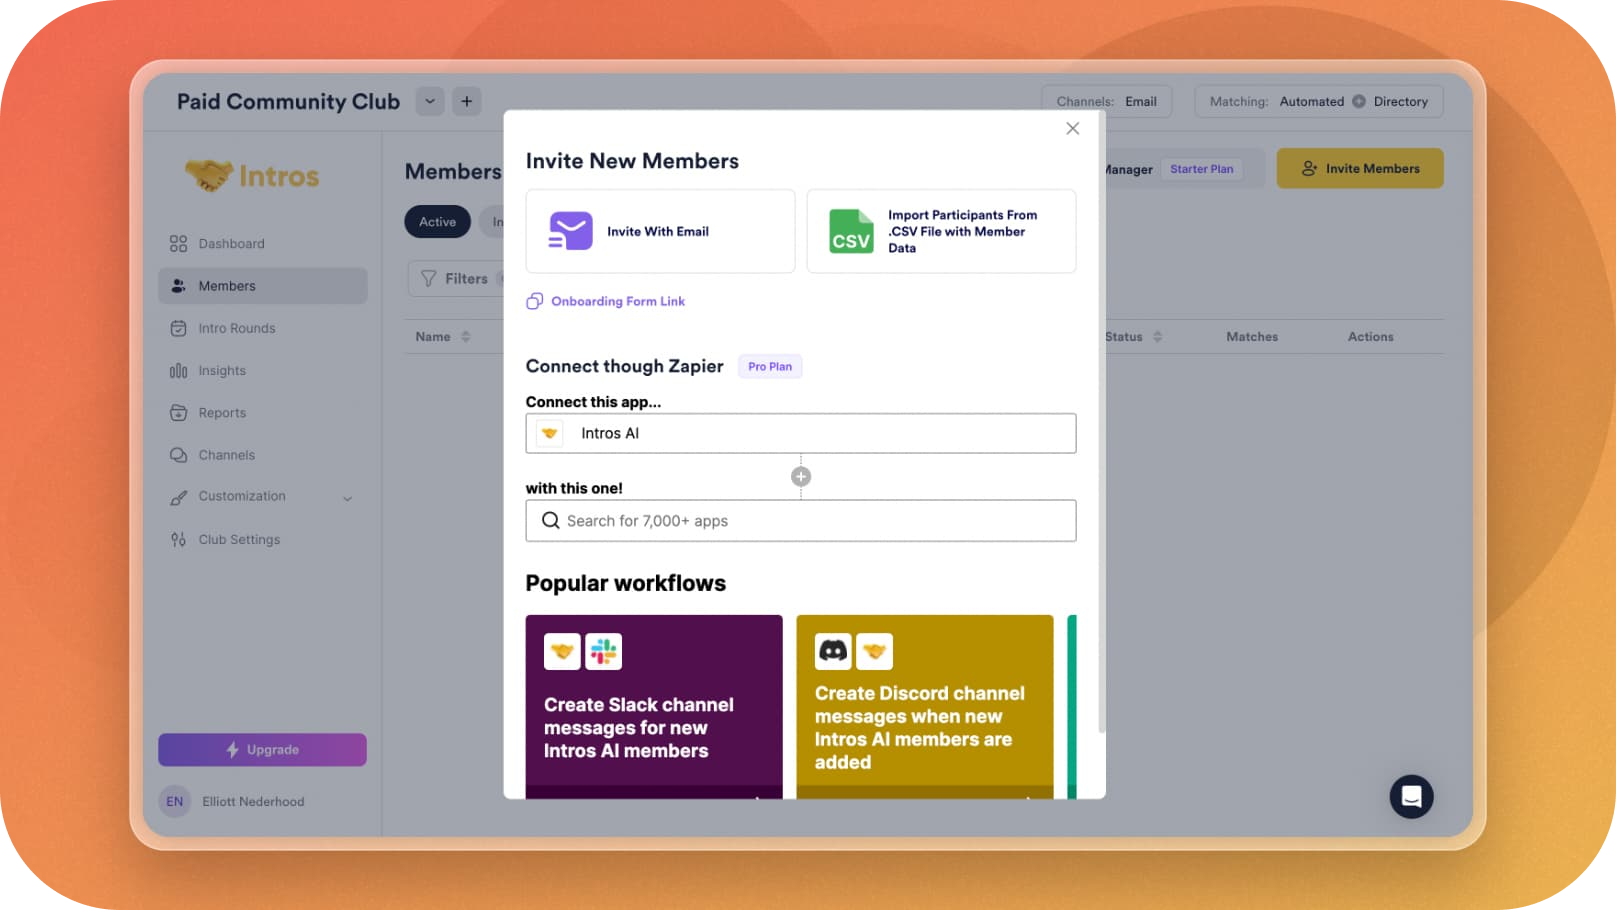 Paid Community Club
Channels: Email
Matching: Automated Directory
Intros
Dashboard
Members
Intro Rounds
Insights
Reports
Channels
Customization
Club Settings
Upgrade
EN
Elliott Nederhood
Members
Manager
Starter Plan
Invite Members
Active
In
Filters
Name
Status
Matches
Actions
Invite New Members
Invite With Email
CSV
Import Participants From
.CSV File with Member
Data
Onboarding Form Link
Connect though Zapier
Pro Plan
Connect this app...
Intros AI
with this one!
Search for 7,000+ apps
Popular workflows
Create Slack channel
messages for new
Intros AI members
Create Discord channel
messages when new
Intros AI members are
added